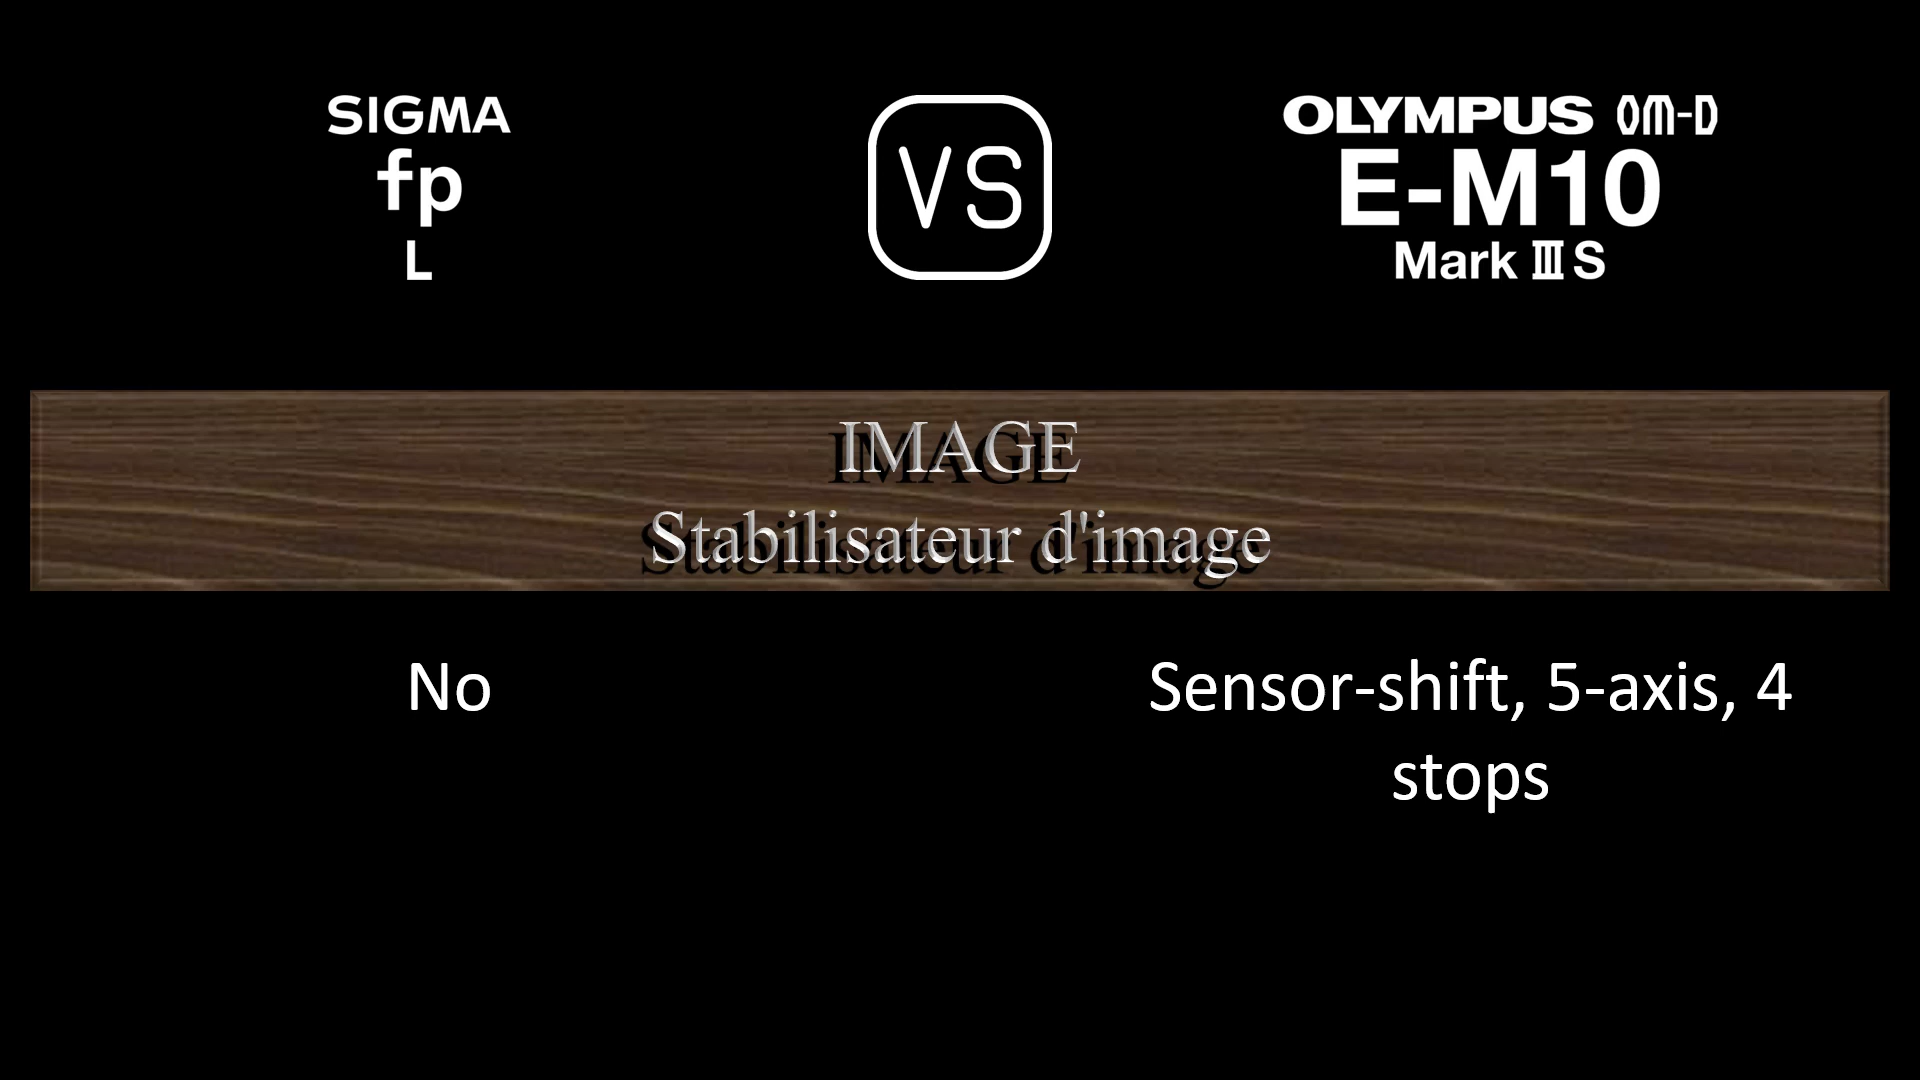 SIGMA
fp
L
VS
OLYMPUS OM-D
E-M10
Mark III S
IMAGE
Stabilisateur d'image
No
Sensor-shift, 5-axis, 4
stops